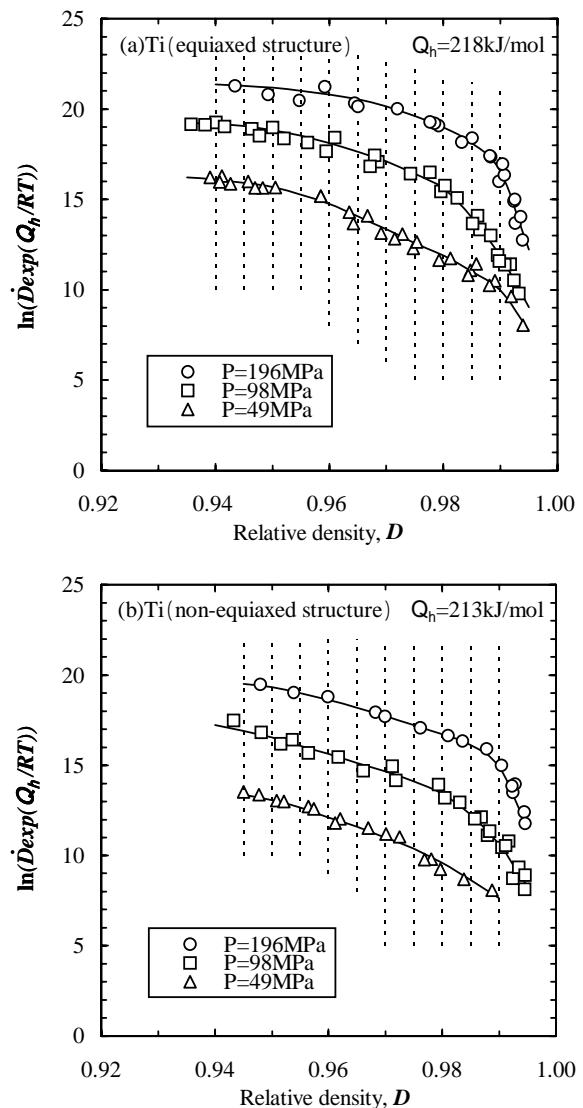 25
(a)Ti(equiaxed structure) Qh=218kJ/mol
20
15
10
5
0
ln(Ḋexp(Qh/RT))
P=196MPa
P=98MPa
P=49MPa
0.92 0.94 0.96 0.98 1.00
Relative density, D
25
(b)Ti(non-equiaxed structure) Qh=213kJ/mol
20
15
10
5
0
ln(Ḋexp(Qh/RT))
P=196MPa
P=98MPa
P=49MPa
0.92 0.94 0.96 0.98 1.00
Relative density, D